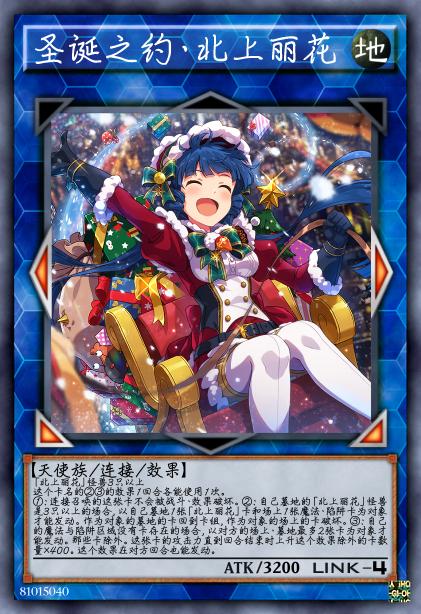 圣诞之约·北上丽花 地
【天使族/连接/效果】
「北上丽花」怪兽3只以上
这个卡名的②③的效果1回合各能使用1次。
①:连接召唤的这张卡不会被战斗·效果破坏。②:自己墓地的「北上丽花」怪兽
是3只以上的场合,以自己墓地1张「北上丽花」卡和场上1张魔法·陷阱卡为对象
才能发动。作为对象的墓地的卡回到卡组,作为对象的场上的卡破坏。③:自己
的魔法与陷阱区域没有卡存在的场合,以对方的场上·墓地最多2张卡为对象才
能发动。那些卡除外。这张卡的攻击力直到回合结束时上升这个效果除外的卡数
量×400。这个效果在对方回合也能发动。
ATK/3200 LINK-4
81015040